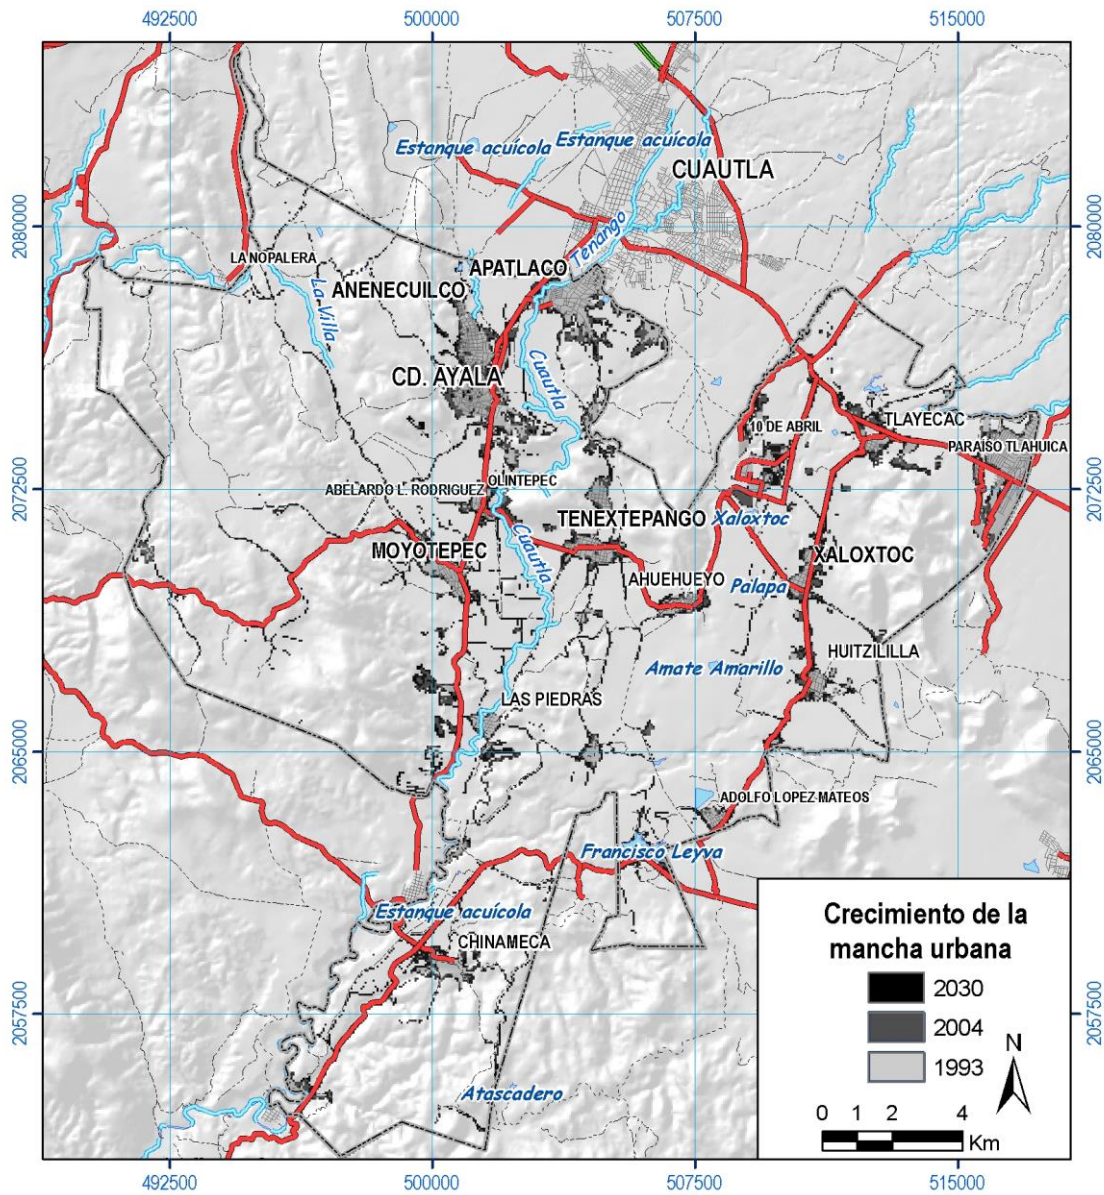 492500
500000
507500
515000
Estanque acuícola
Estanque acuícola
CUAUTLA
2080000
2080000
Tenango
LA NOPALERA
APATLACO
ANENECUILCO
La Villa
Cuautla
CD. AYALA
10 DE ABRIL
TLAYECAC
PARAISO TLAHUICA
2072500
2072500
OLINTEPEC
ABELARDO L. RODRIGUEZ
TENEXTEPANGO
Xaloxtoc
Cuautla
MOYOTEPEC
XALOXTOC
AHUEHUEYO
Palapa
HUITZILILLA
Amate Amarillo
LAS PIEDRAS
2065000
2065000
ADOLFO LOPEZ MATEOS
Francisco Leyva
Estanque acuícola
CHINAMECA
Crecimiento de la
mancha urbana
2030
2004
1993
2057500
2057500
N
Atascadero
0 1 2 4
Km
492500
500000
507500
515000